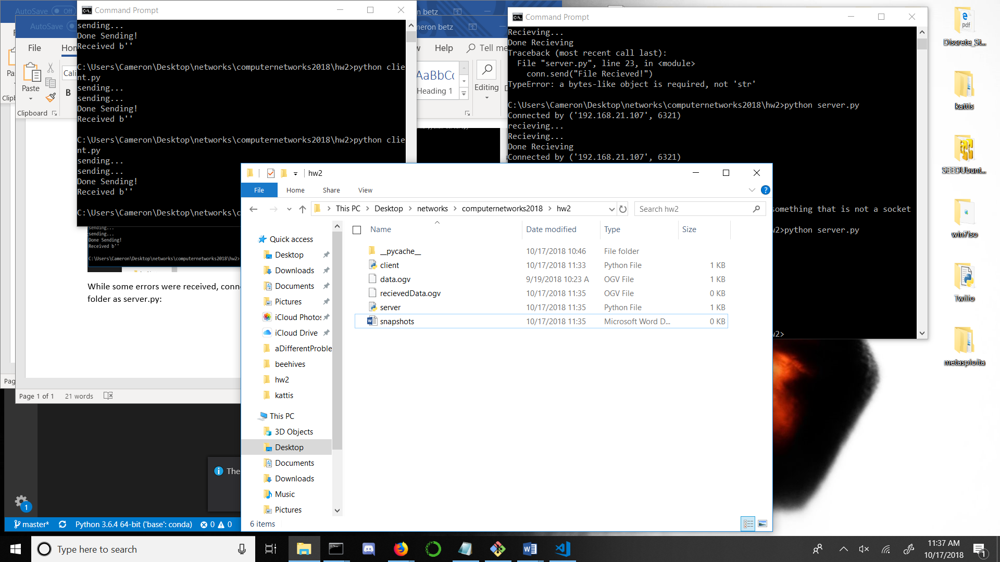 AutoSave Off
AutoSave
n betz
meron betz
File
Hor
w
Help
Tell me
Pa
Paste
Clipb
Clipboard
Cali
B
AaBbCc
Heading 1
Editing
Command Prompt
sending...
Done Sending!
Received b''
C:\Users\Cameron\Desktop\networks\computernetworks2018\hw2>python clie
nt.py
sending...
sending...
Done Sending!
Received b''
C:\Users\Cameron\Desktop\networks\computernetworks2018\hw2>python clie
nt.py
sending...
sending...
Done Sending!
Received b''
C:\Users\Cameron\Desktop\networks\c
sending...
sending...
Done Sending!
Received b''
C:\Users\Cameron\Desktop\networks\computernetworks2018\hw2>
While some errors were received, conne
folder as server.py:
Pag
Page 1 of 1 21 words
Command Prompt
Recieving...
Done Recieving
Traceback (most recent call last):
File "server.py", line 23, in <module>
conn.send("File Recieved!")
TypeError: a bytes-like object is required, not 'str'
C:\Users\Cameron\Desktop\networks\computernetworks2018\hw2>python server.py
Connected by ('192.168.21.107', 6321)
recieving...
Recieving...
Done Recieving
Connected by ('192.168.21.107', 6321)
something that is not a socket
w2>python server.py
w2>
hw2
File Home Share View
This PC > Desktop > networks > computernetworks2018 > hw2
Search hw2
Name Date modified Type Size
__pycache__ 10/17/2018 10:46 File folder
client 10/17/2018 11:33 Python File 1 KB
data.ogv 9/19/2018 10:23 A OGV File 1 KB
recievedData.ogv 10/17/2018 11:35 OGV File 0 KB
server 10/17/2018 11:35 Python File 1 KB
snapshots 10/17/2018 11:35 Microsoft Word D... 0 KB
Quick access
Desktop
Downloads
Documents
Pictures
iCloud Photos
iCloud Drive
aDifferentProble
beehives
hw2
kattis
This PC
3D Objects
Desktop
Documents
Downloads
Music
Pictures
6 items
The
1
master* Python 3.6.4 64-bit ('base': conda) 0 0
Discrete_St...
kattis
SEEDUbunt...
win7iso
Twilio
metasploita
Type here to search
11:37 AM
10/17/2018
1